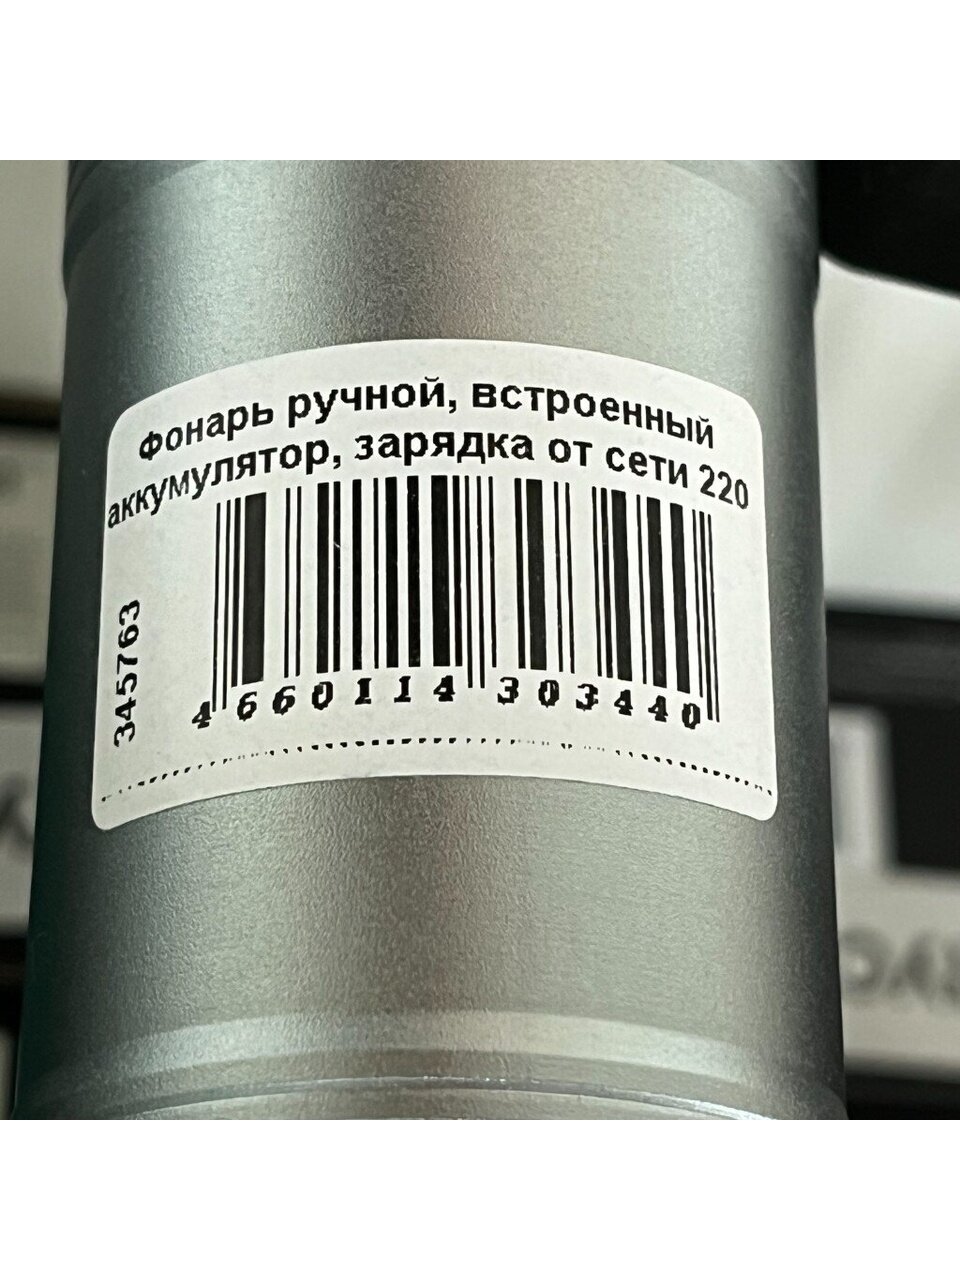 Фонарь ручной, встроенный
аккумулятор, зарядка от сети 220
345763
4 660114 303440